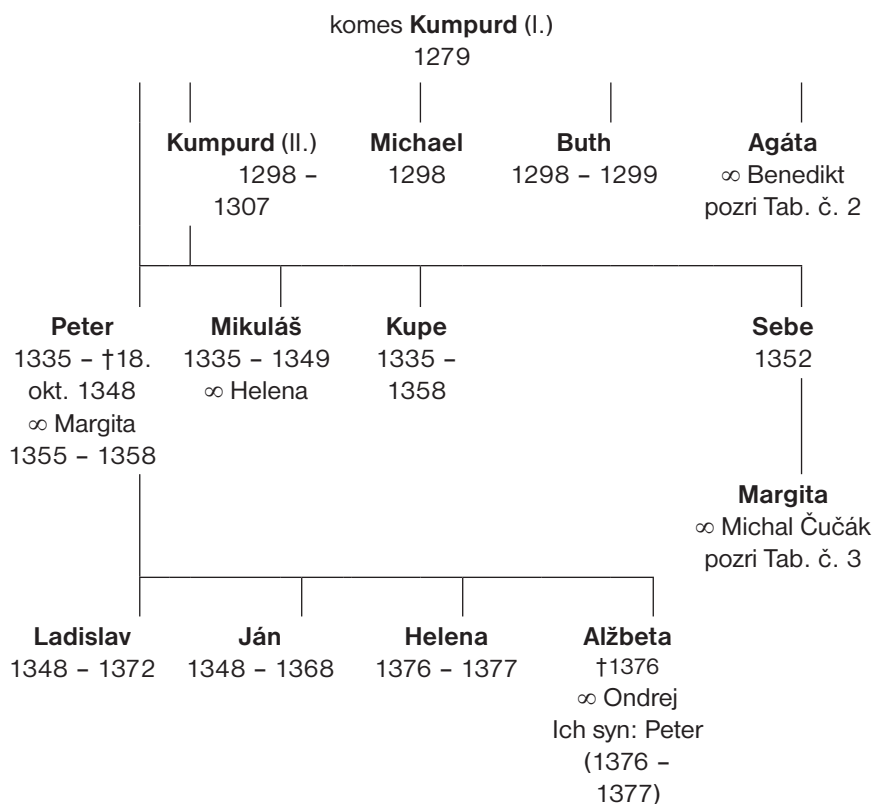 komes Kumpurd (I.)
1279
Kumpurd (II.)
1298 –
1307
Michael
1298
Buth
1298 – 1299
Agáta
∞ Benedikt
pozri Tab. č. 2
Peter
1335 – †18.
okt. 1348
∞ Margita
1355 – 1358
Mikuláš
1335 – 1349
∞ Helena
Kupe
1335 –
1358
Sebe
1352
Margita
∞ Michal Čučák
pozri Tab. č. 3
Ladislav
1348 – 1372
Ján
1348 – 1368
Helena
1376 – 1377
Alžbeta
†1376
∞ Ondrej
Ich syn: Peter
(1376 –
1377)